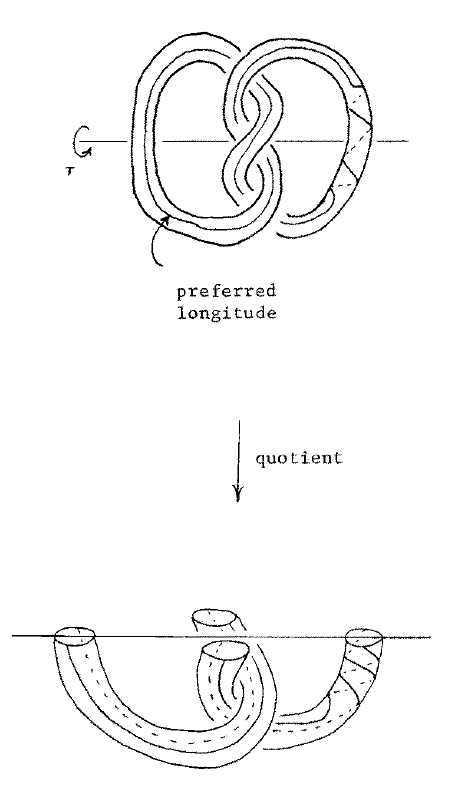 τ
preferred
longitude
quotient